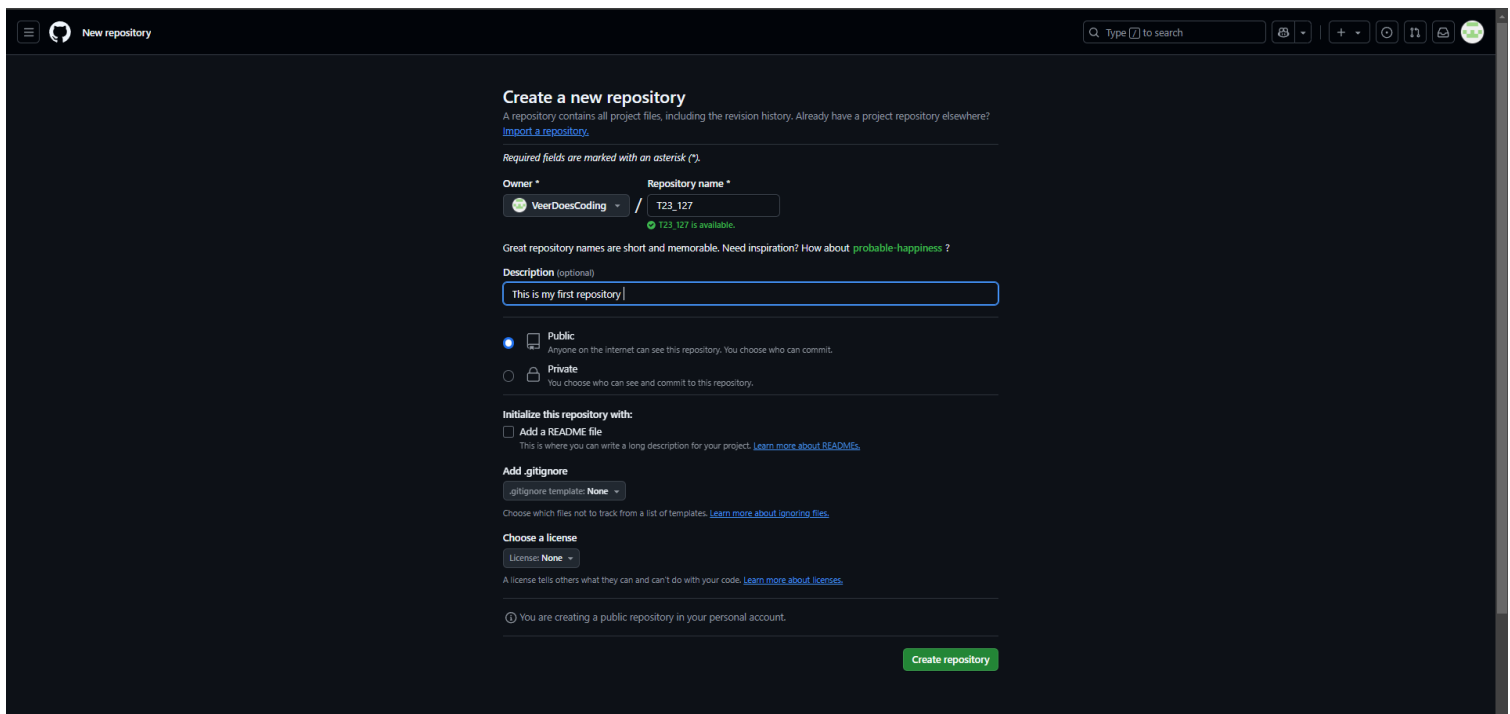 New repository
Type / to search
Create a new repository
A repository contains all project files, including the revision history. Already have a project repository elsewhere?
Import a repository.
Required fields are marked with an asterisk (*).
Owner * Repository name *
VeerDoesCoding / T23_127
T23_127 is available.
Great repository names are short and memorable. Need inspiration? How about probable-happiness ?
Description (optional)
This is my first repository
Public
Anyone on the internet can see this repository. You choose who can commit.
Private
You choose who can see and commit to this repository.
Initialize this repository with:
Add a README file
This is where you can write a long description for your project. Learn more about READMEs.
Add .gitignore
.gitignore template: None
Choose which files not to track from a list of templates. Learn more about ignoring files.
Choose a license
License: None
A license tells others what they can and can't do with your code. Learn more about licenses.
You are creating a public repository in your personal account.
Create repository